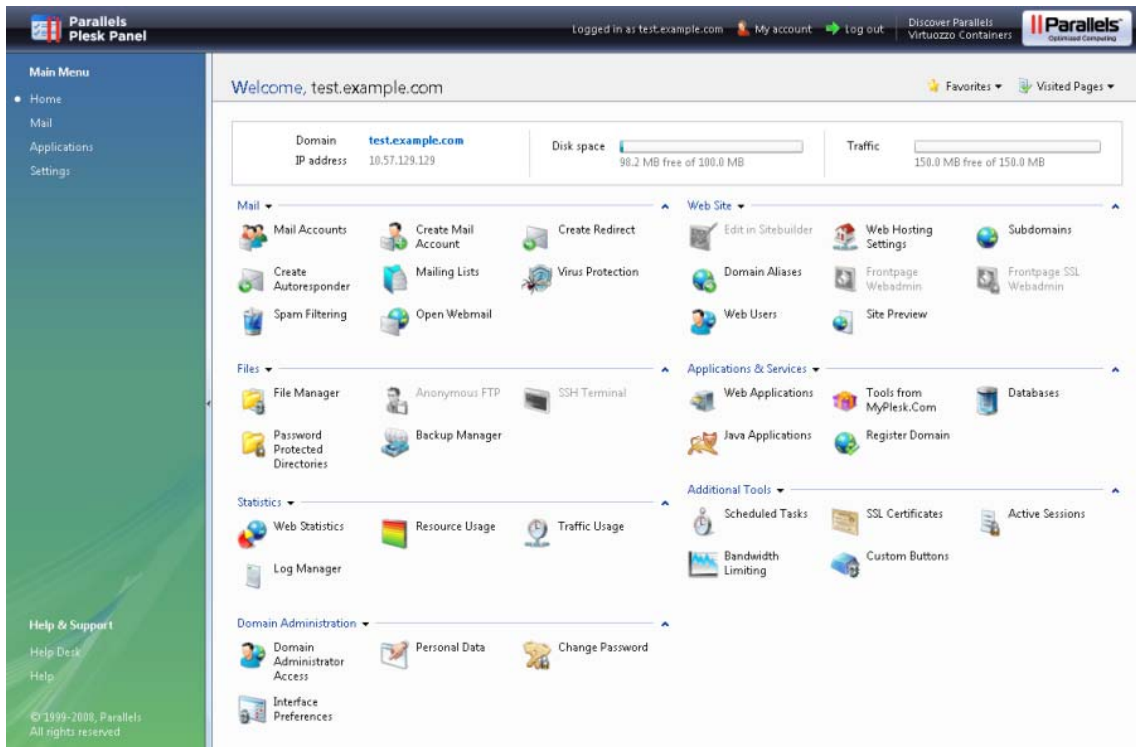 Parallels
Plesk Panel
Logged in as test.example.com
My account
Log out
Discover Parallels
Virtuozzo Containers
Parallels
Optimized Computing
Main Menu
Home
Mail
Applications
Settings
Welcome, test.example.com
Favorites
Visited Pages
Domain
test.example.com
IP address
10.57.129.129
Disk space
98.2 MB free of 100.0 MB
Traffic
150.0 MB free of 150.0 MB
Mail
Mail Accounts
Create Mail
Account
Create Redirect
Create
Autoresponder
Mailing Lists
Virus Protection
Spam Filtering
Open Webmail
Web Site
Edit in Sitebuilder
Web Hosting
Settings
Subdomains
Domain Aliases
Frontpage
Webadmin
Frontpage SSL
Webadmin
Web Users
Site Preview
Files
File Manager
Anonymous FTP
SSH Terminal
Password
Protected
Directories
Backup Manager
Applications & Services
Web Applications
Tools from
MyPlesk.Com
Databases
Java Applications
Register Domain
Statistics
Web Statistics
Resource Usage
Traffic Usage
Log Manager
Additional Tools
Scheduled Tasks
SSL Certificates
Active Sessions
Bandwidth
Limiting
Custom Buttons
Domain Administration
Domain
Administrator
Access
Personal Data
Change Password
Interface
Preferences
Help & Support
Help Desk
Help
© 1999-2008, Parallels
All rights reserved